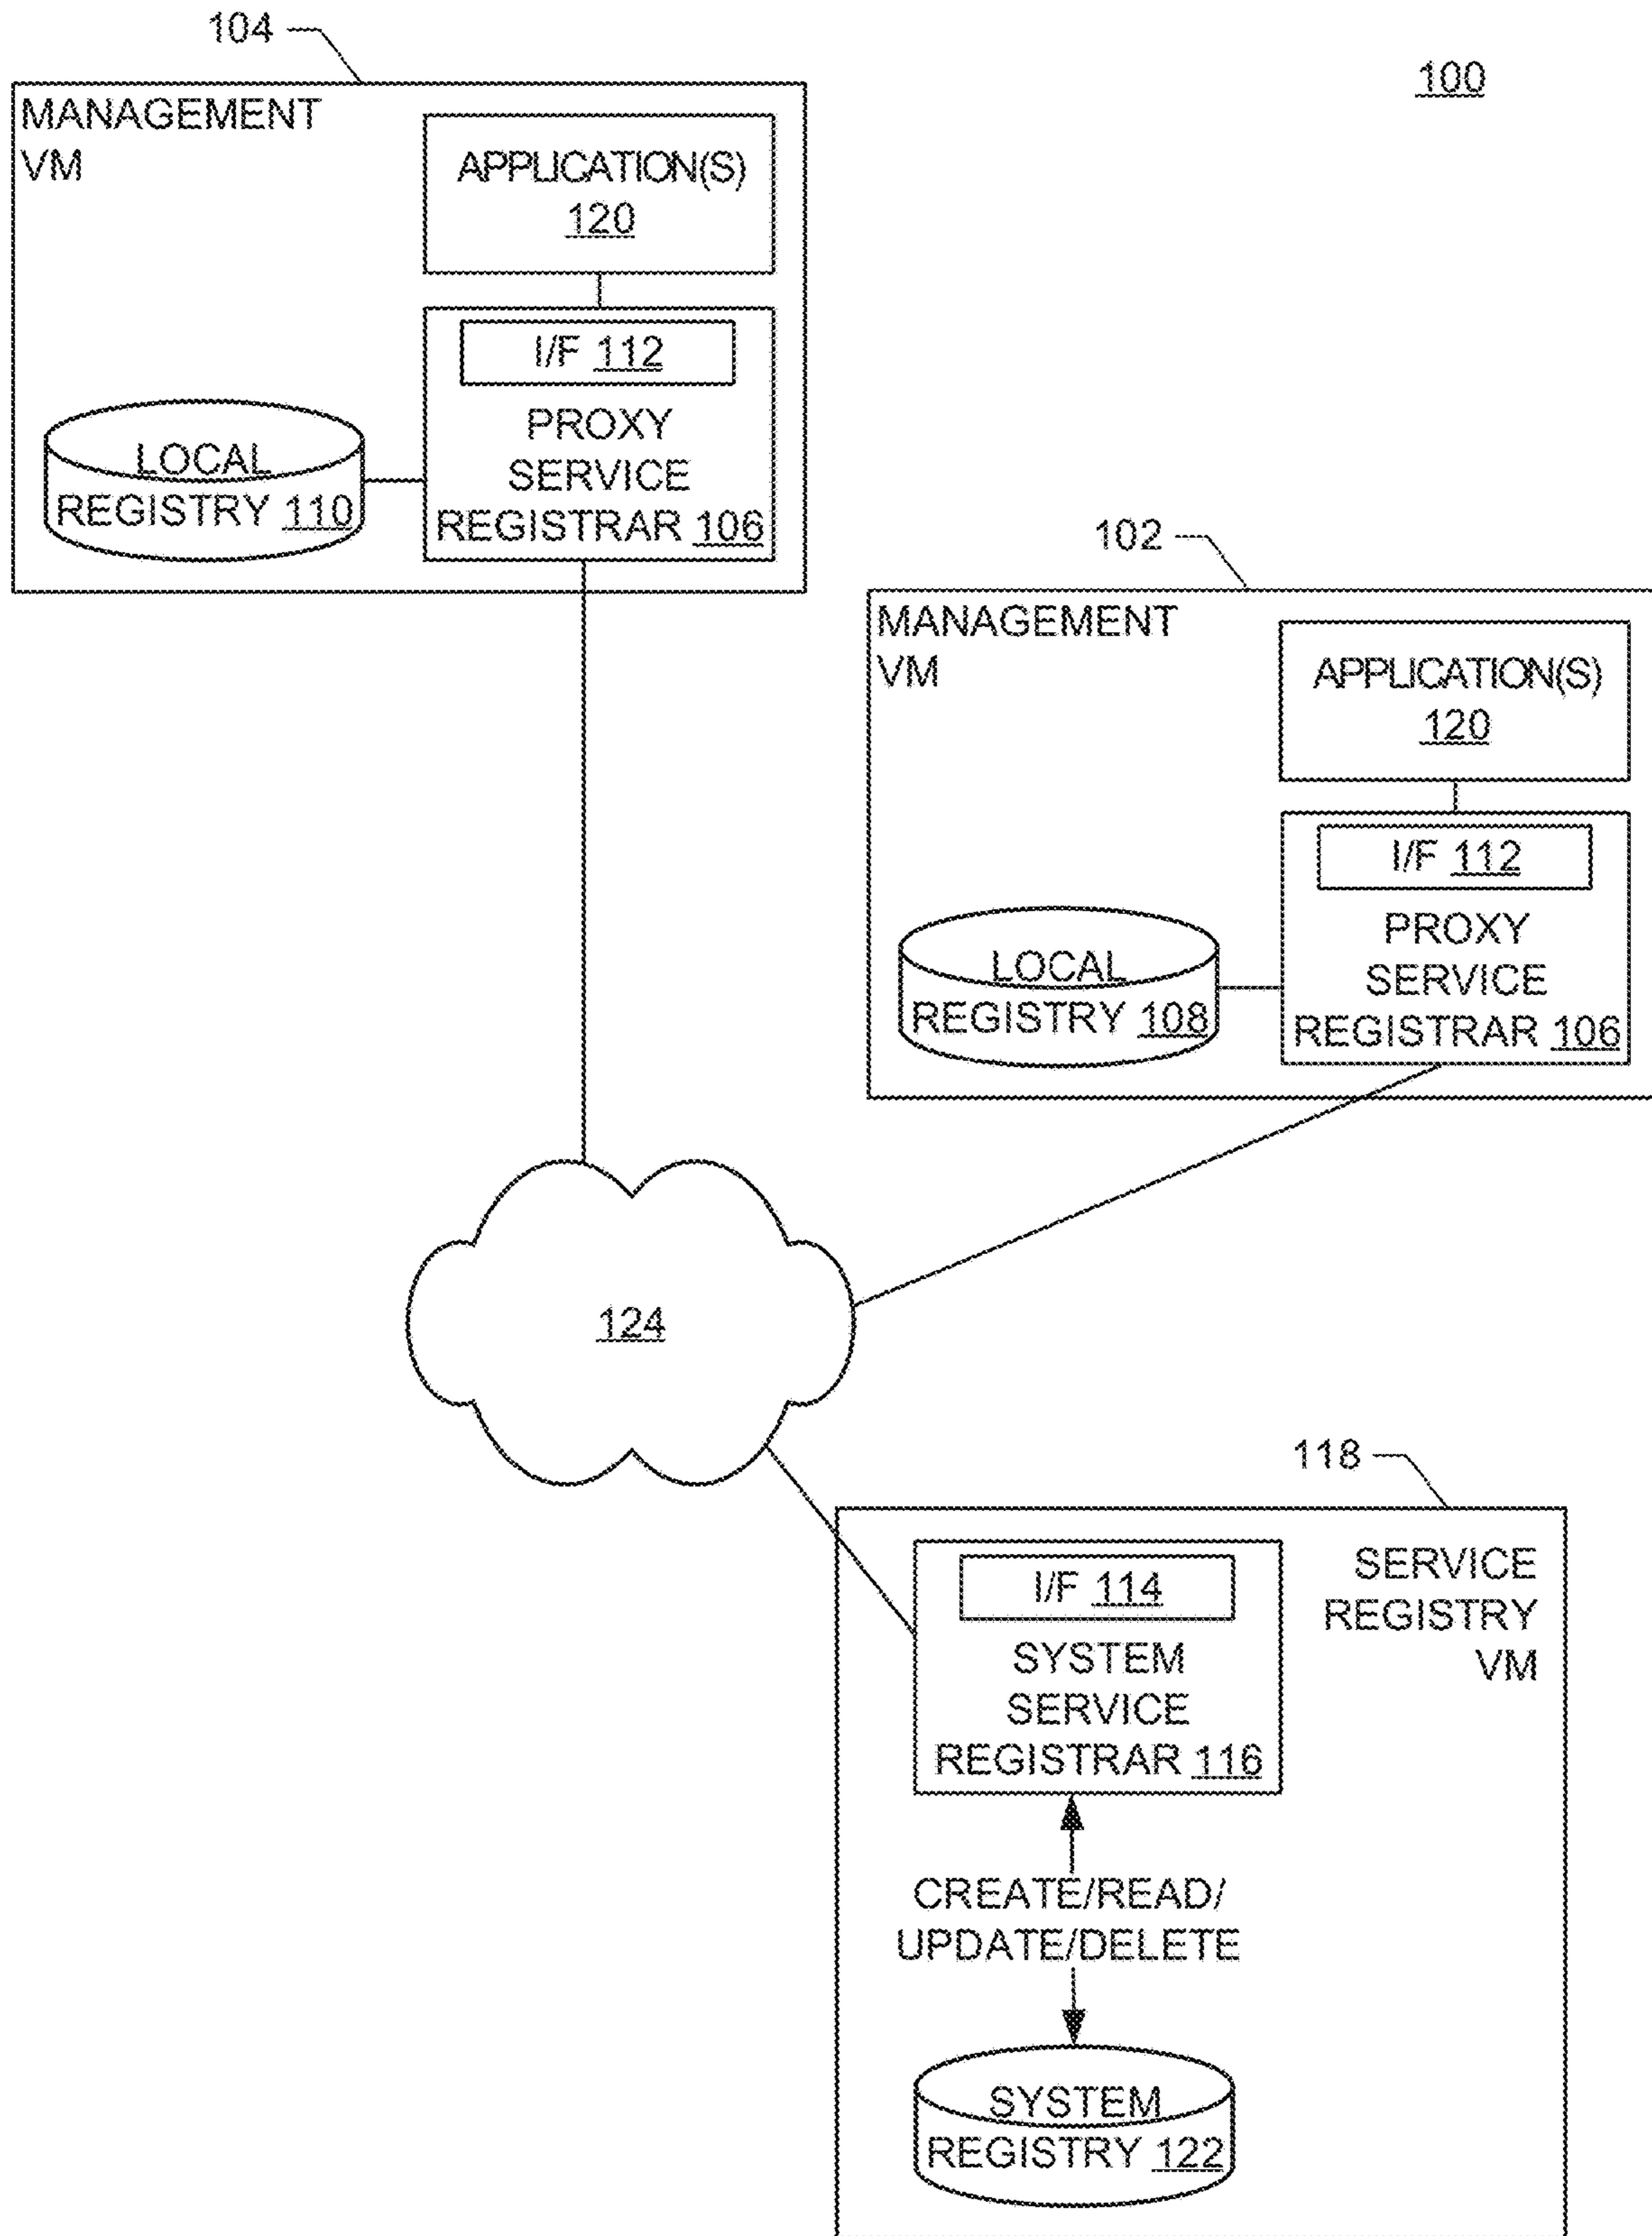 104
100
MANAGEMENT
VM
APPLICATION(S)
120
I/F 112
PROXY
SERVICE
REGISTRAR 106
LOCAL
REGISTRY 110
102
MANAGEMENT
VM
APPLICATION(S)
120
I/F 112
PROXY
SERVICE
REGISTRAR 106
LOCAL
REGISTRY 108
124
118
SERVICE
REGISTRY
VM
I/F 114
SYSTEM
SERVICE
REGISTRAR 116
CREATE/READ/
UPDATE/DELETE
SYSTEM
REGISTRY 122